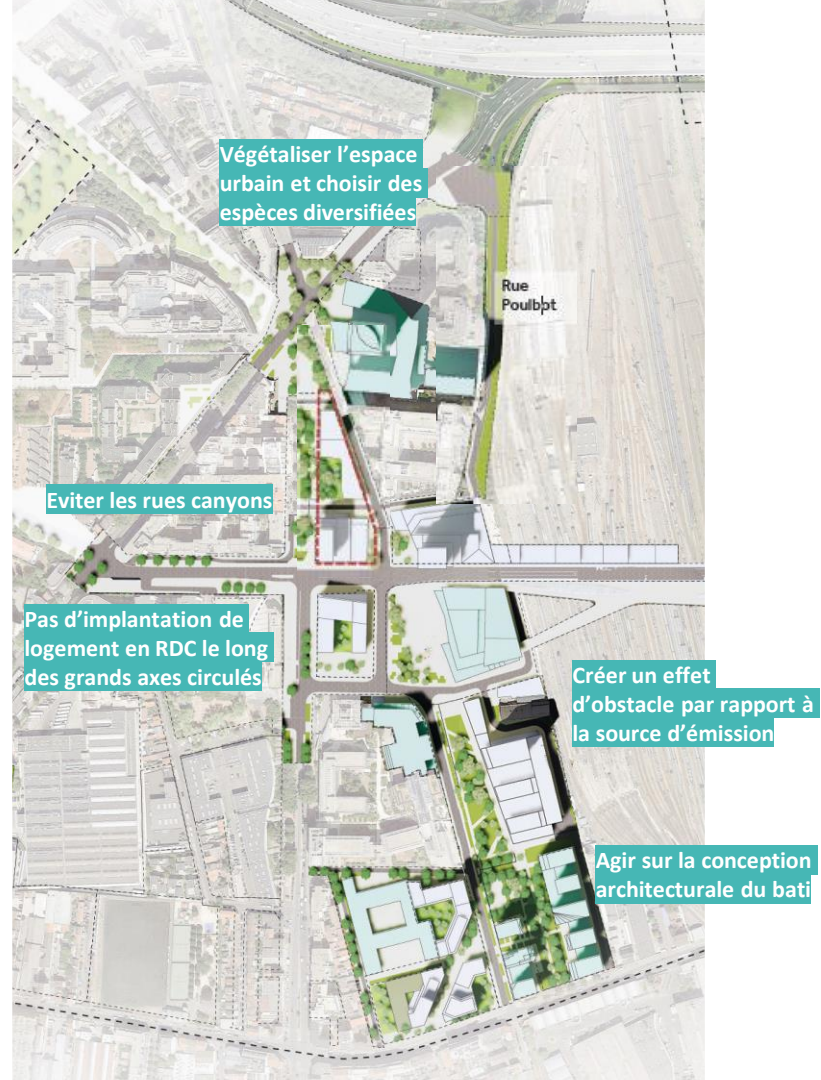 Végétaliser l'espace
urbain et choisir des
espèces diversifiées
Rue
Poulbot
Eviter les rues canyons
Pas d'implantation de
logement en RDC le long
des grands axes circulés
Créer un effet
d'obstacle par rapport à
la source d'émission
Agir sur la conception
architecturale du bati